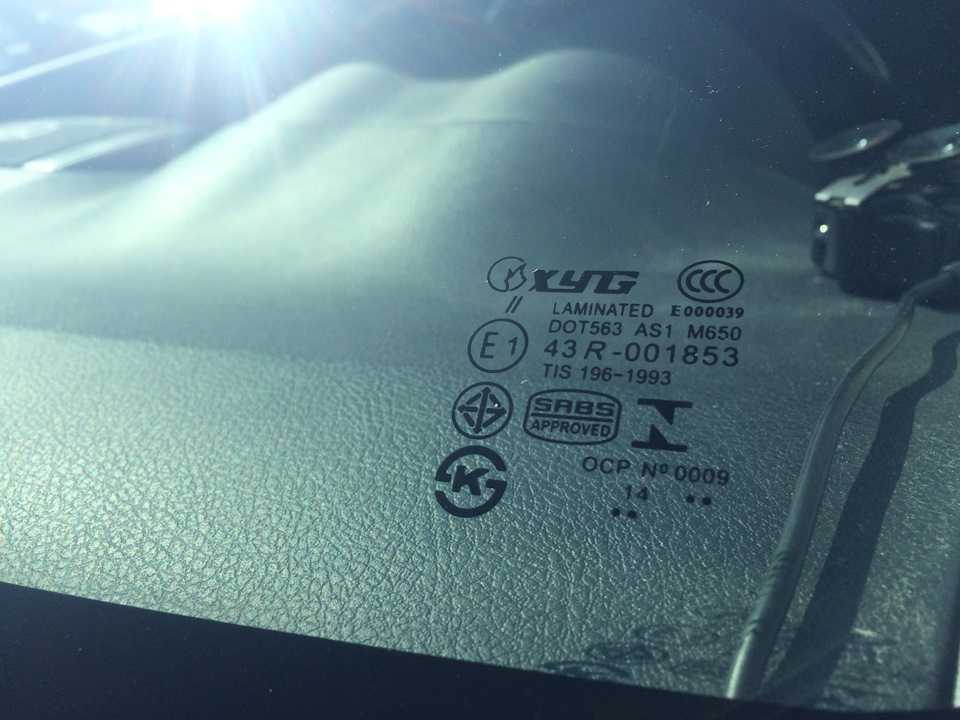 XYG CCC
// LAMINATED E000039
DOT563 AS1 M650
E1 43R-001853
TIS 196-1993
SABS
APPROVED
OCP Nº 0009
K 14